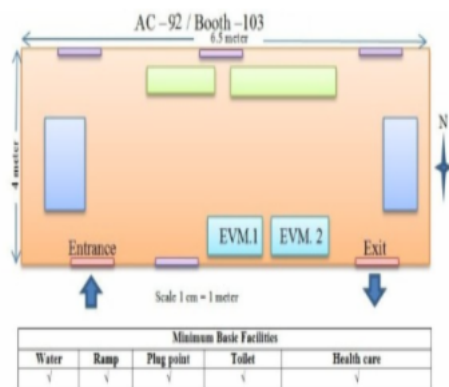 AC –92 / Booth –103
6.5 meter
4 meter
N
EVM.1 EVM. 2
Entrance Exit
Scale 1 cm = 1 meter
Minimum Basic Facilities
Water Ramp Plug point Toilet Health care
√ √ √ √ √